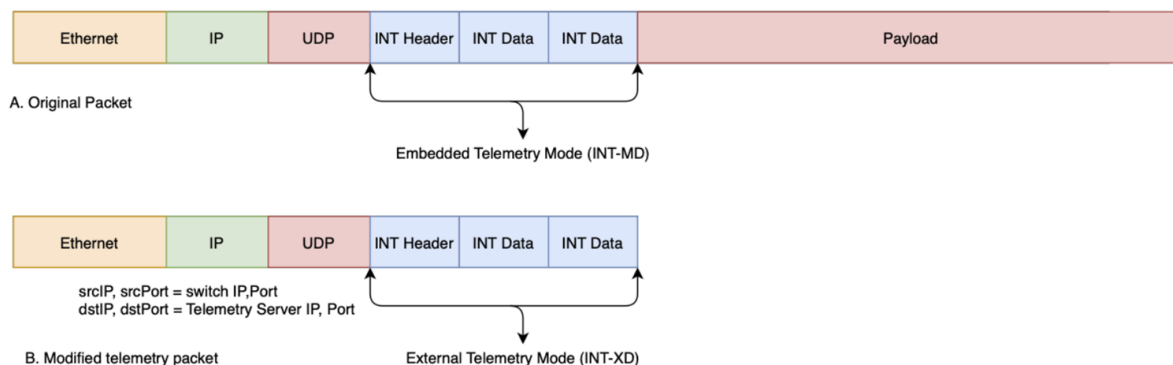 Ethernet IP UDP INT Header INT Data INT Data Payload
A. Original Packet
Embedded Telemetry Mode (INT-MD)
Ethernet IP UDP INT Header INT Data INT Data
srcIP, srcPort = switch IP,Port
dstIP, dstPort = Telemetry Server IP, Port
B. Modified telemetry packet External Telemetry Mode (INT-XD)